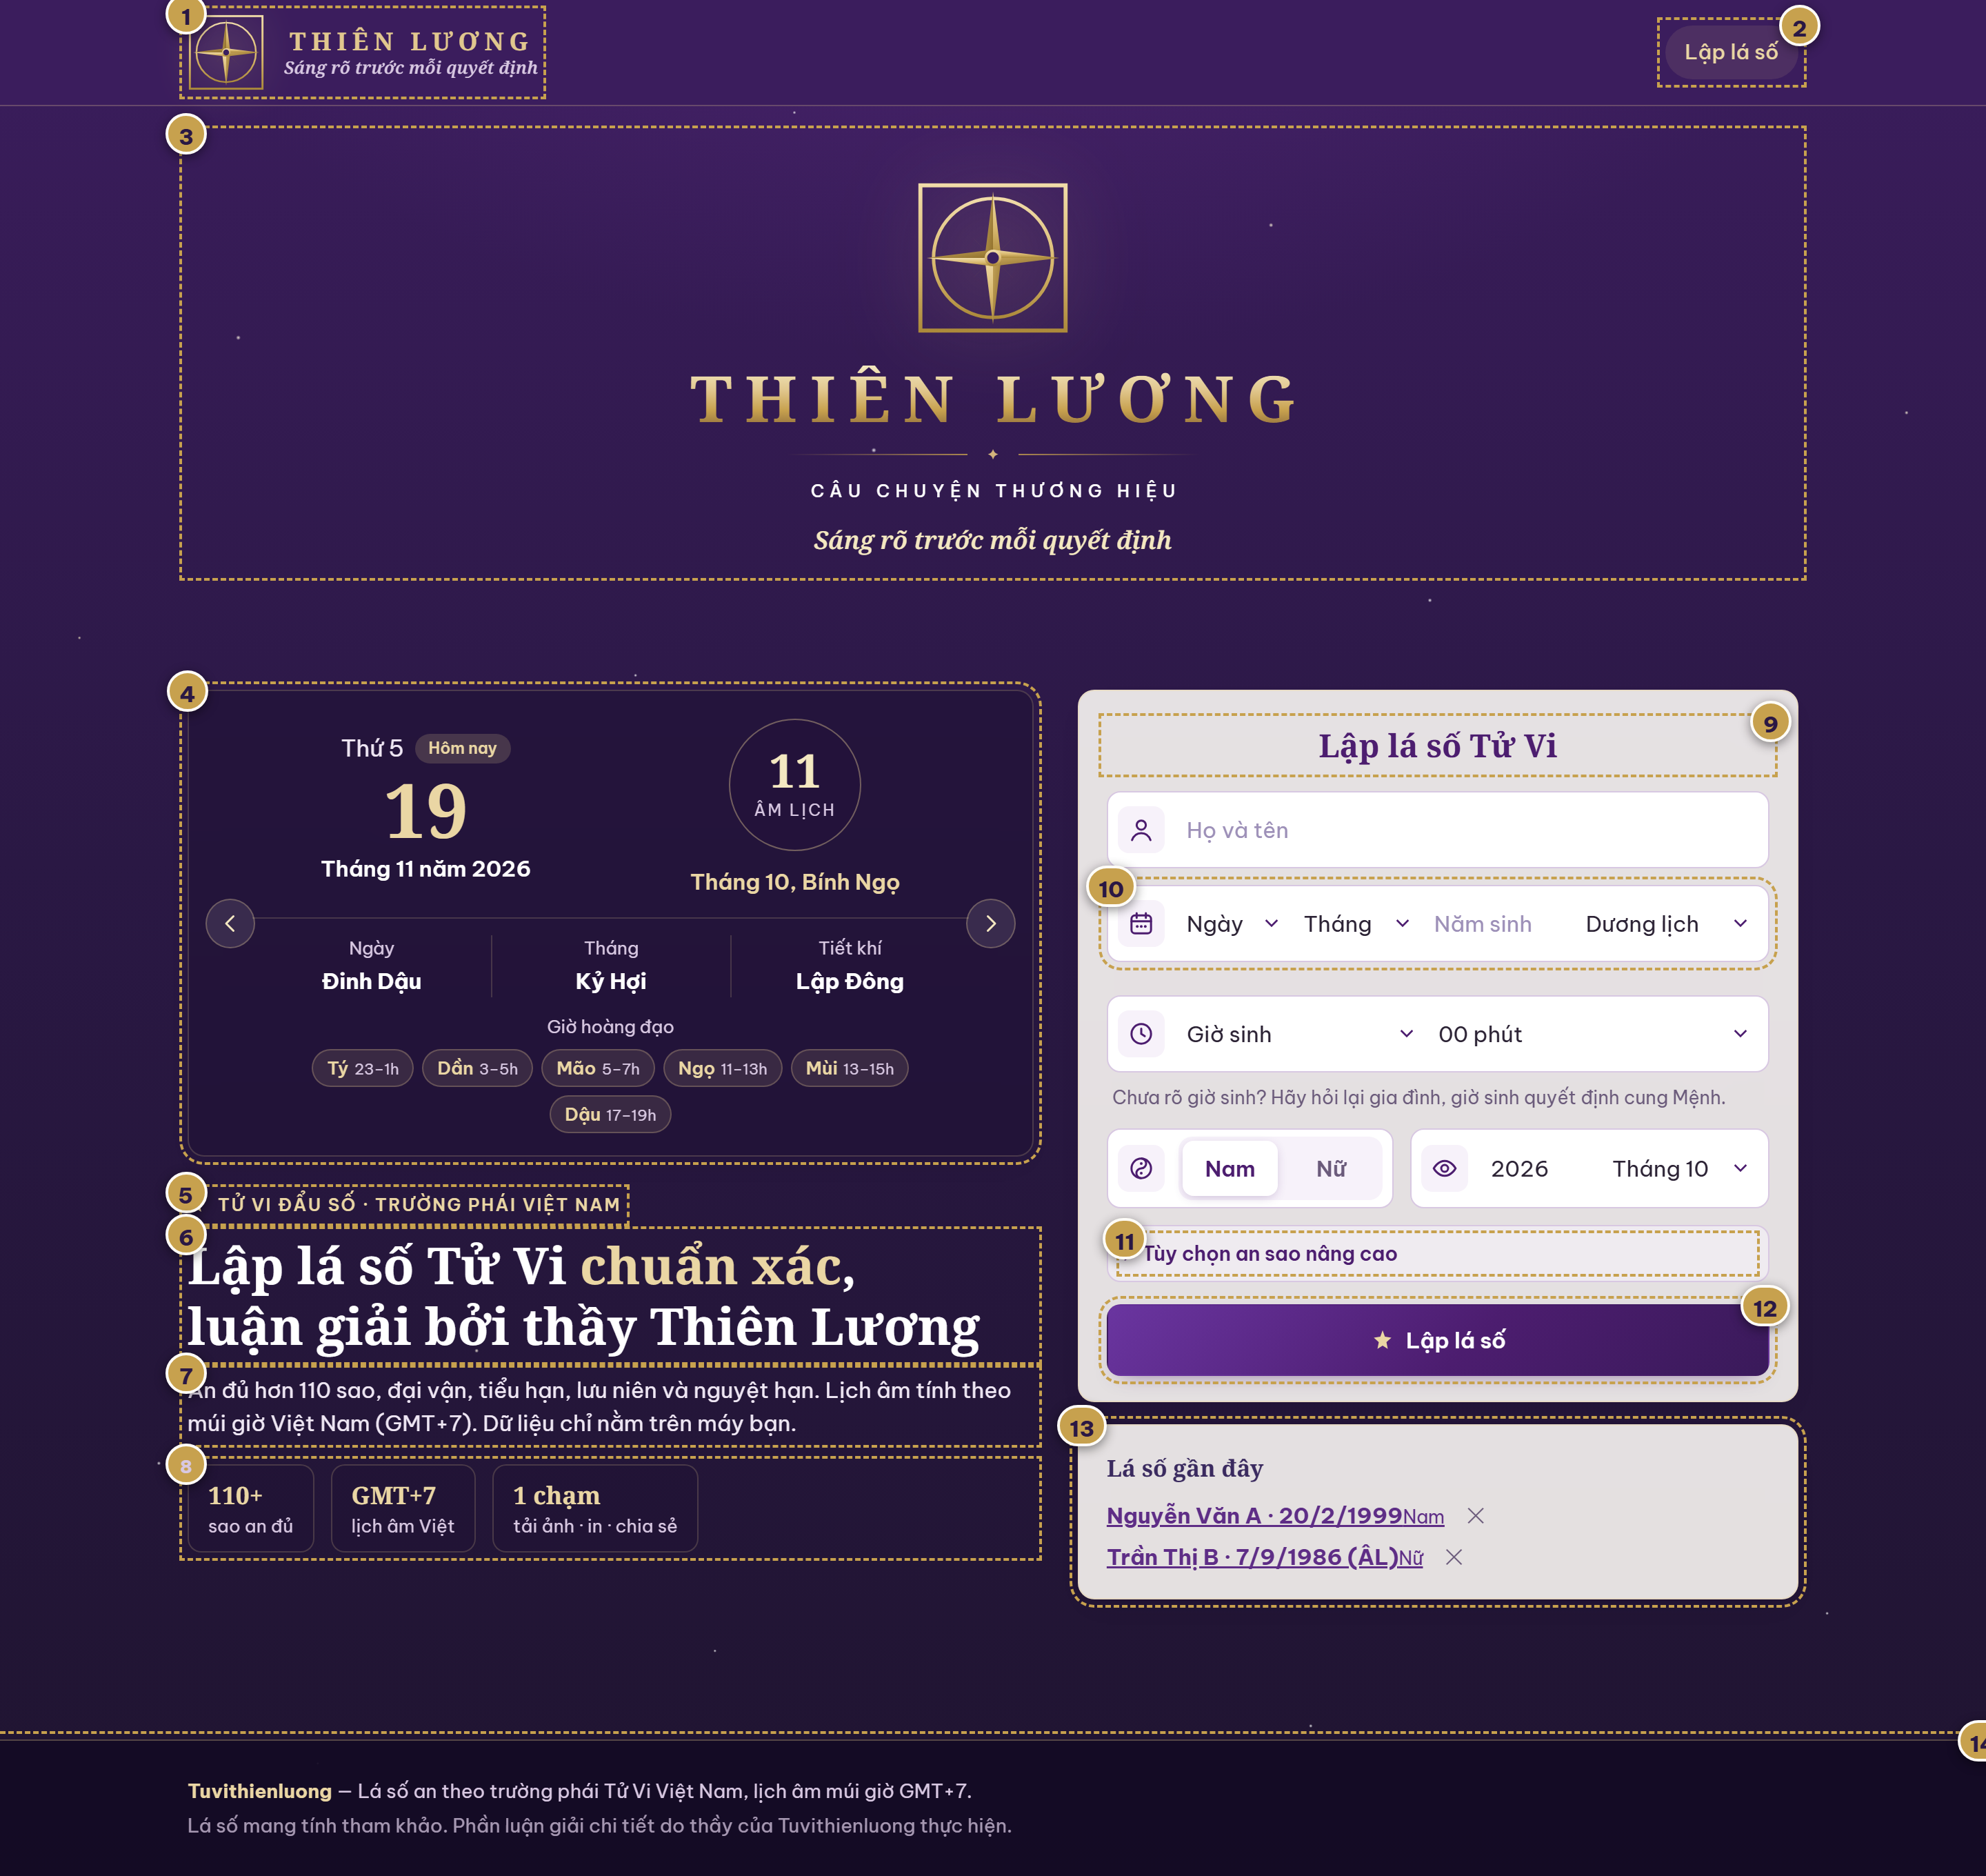 1
THIÊN LƯƠNG
Sáng rõ trước mỗi quyết định
2
Lập lá số
3
THIÊN LƯƠNG
CÂU CHUYỆN THƯƠNG HIỆU
Sáng rõ trước mỗi quyết định
4
Thứ 5 Hôm nay
19
Tháng 11 năm 2026
11
ÂM LỊCH
Tháng 10, Bính Ngọ
Ngày
Đinh Dậu
Tháng
Kỷ Hợi
Tiết khí
Lập Đông
Giờ hoàng đạo
Tý 23–1h Dần 3–5h Mão 5–7h Ngọ 11–13h Mùi 13–15h
Dậu 17–19h
5
TỬ VI ĐẨU SỐ · TRƯỜNG PHÁI VIỆT NAM
6
Lập lá số Tử Vi chuẩn xác,
luận giải bởi thầy Thiên Lương
7
An đủ hơn 110 sao, đại vận, tiểu hạn, lưu niên và nguyệt hạn. Lịch âm tính theo
múi giờ Việt Nam (GMT+7). Dữ liệu chỉ nằm trên máy bạn.
8
110+
sao an đủ
GMT+7
lịch âm Việt
1 chạm
tải ảnh · in · chia sẻ
9
Lập lá số Tử Vi
Họ và tên
10
Ngày Tháng Năm sinh Dương lịch
Giờ sinh 00 phút
Chưa rõ giờ sinh? Hãy hỏi lại gia đình, giờ sinh quyết định cung Mệnh.
Nam Nữ 2026 Tháng 10
11
Tùy chọn an sao nâng cao
12
Lập lá số
13
Lá số gần đây
Nguyễn Văn A · 20/2/1999Nam
Trần Thị B · 7/9/1986 (ÂL)Nữ
14
Tuvithienluong — Lá số an theo trường phái Tử Vi Việt Nam, lịch âm múi giờ GMT+7.
Lá số mang tính tham khảo. Phần luận giải chi tiết do thầy của Tuvithienluong thực hiện.